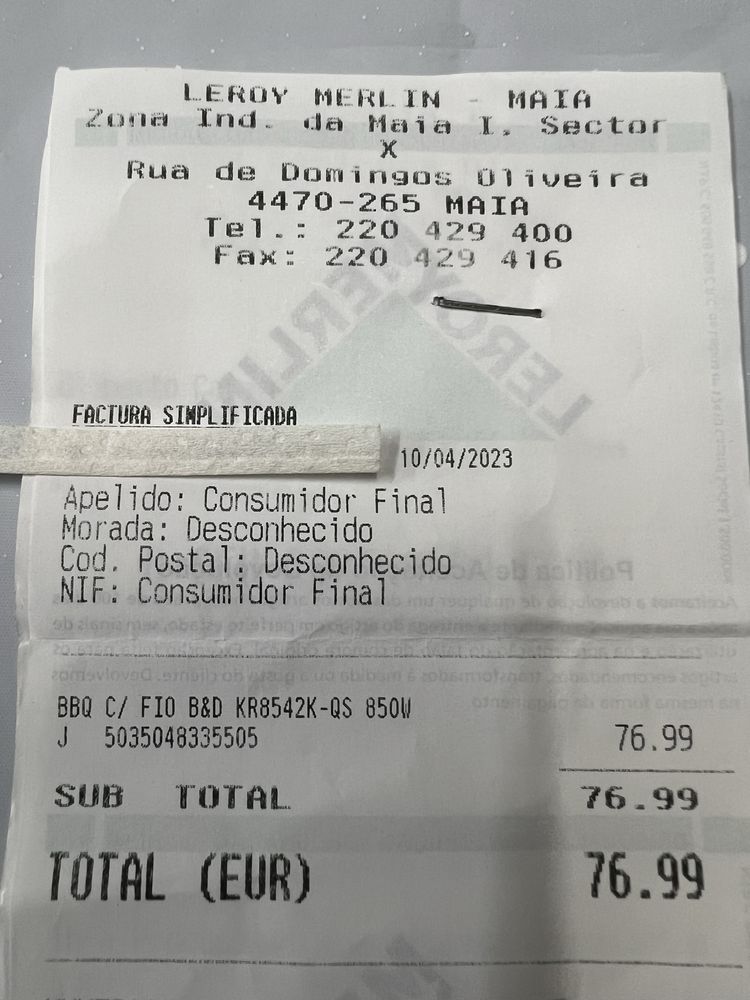 LEROY MERLIN - MAIA
Zona Ind. da Maia I, Sector
X
Rua de Domingos Oliveira
4470-265 MAIA
Tel.: 220 429 400
Fax: 220 429 416
LEROY MERLIN
FACTURA SIMPLIFICADA
10/04/2023
Apelido: Consumidor Final
Morada: Desconhecido
Cod. Postal: Desconhecido
NIF: Consumidor Final
BBQ C/ FIO B&D KR8542K-QS 850W
J 5035048335505 76.99
SUB TOTAL 76.99
TOTAL (EUR) 76.99